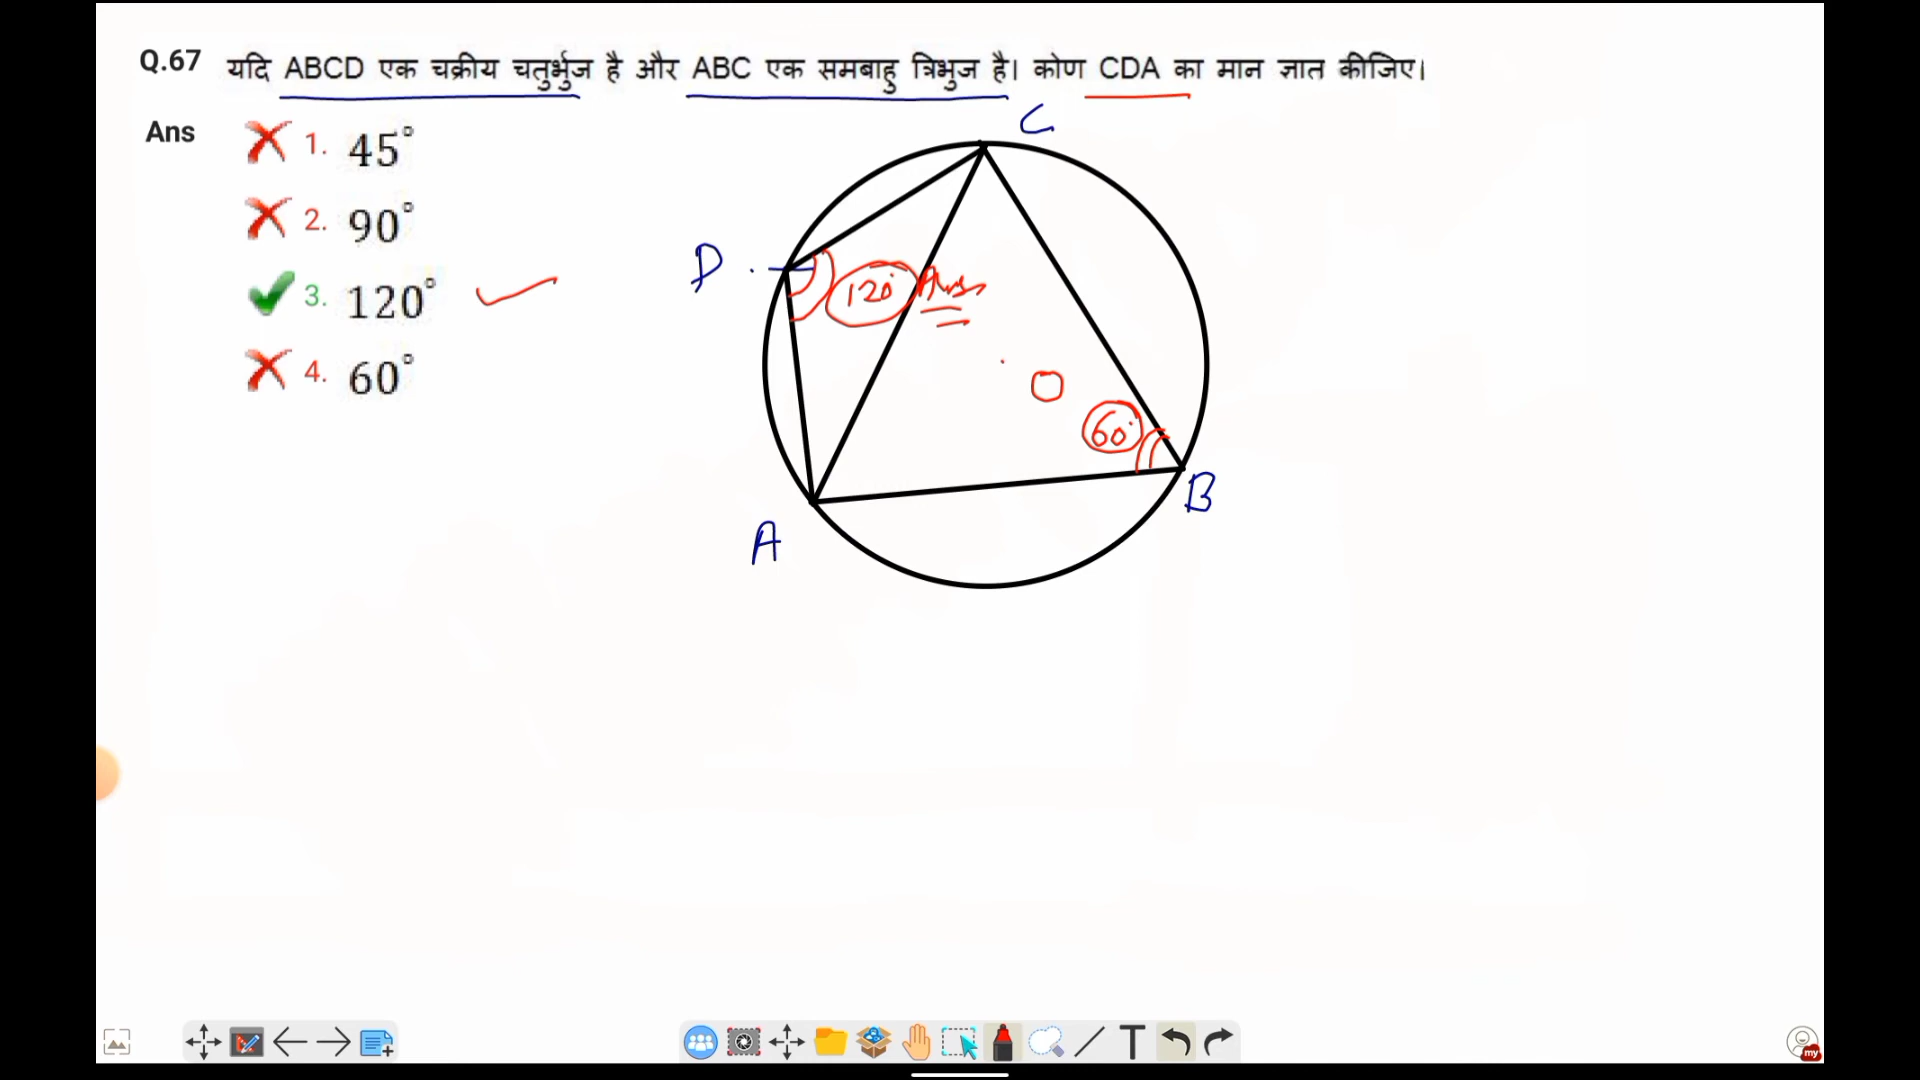 Q.67 यदि ABCD एक चक्रीय चतुर्भुज है और ABC एक समबाहु त्रिभुज है। कोण CDA का मान ज्ञात कीजिए।
Ans
1. 45°
2. 90°
3. 120°
4. 60°
C
D
120° Ans
60°
B
A
T
my